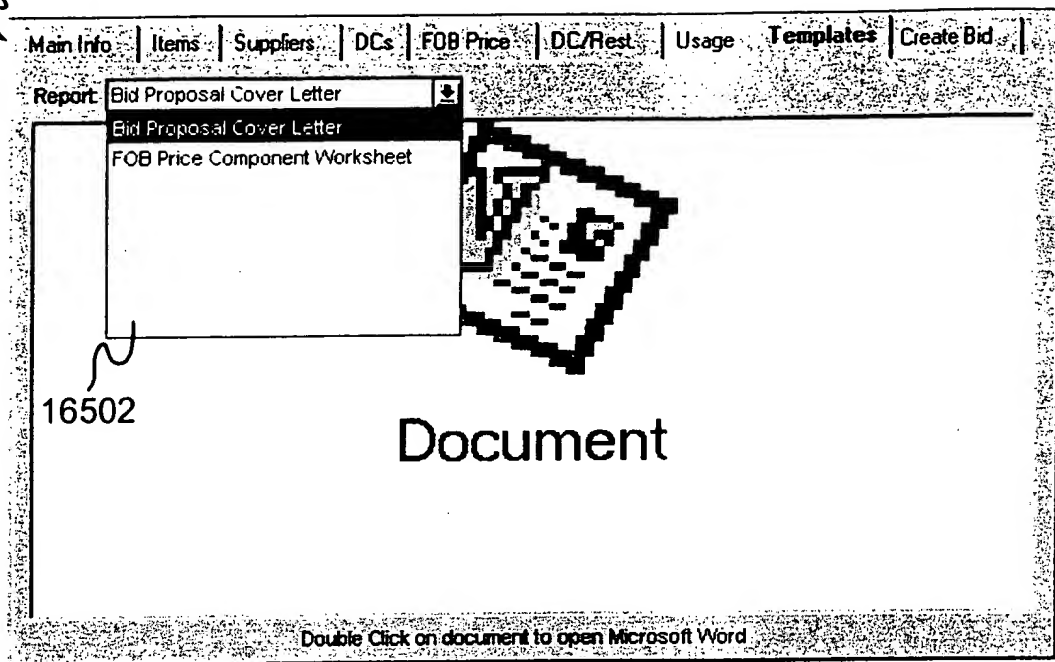 Main Info Items Suppliers DCs FOB Price DC/Rest. Usage Templates Create Bid
Report: Bid Proposal Cover Letter
Bid Proposal Cover Letter
FOB Price Component Worksheet
16502
Document
Double Click on document to open Microsoft Word